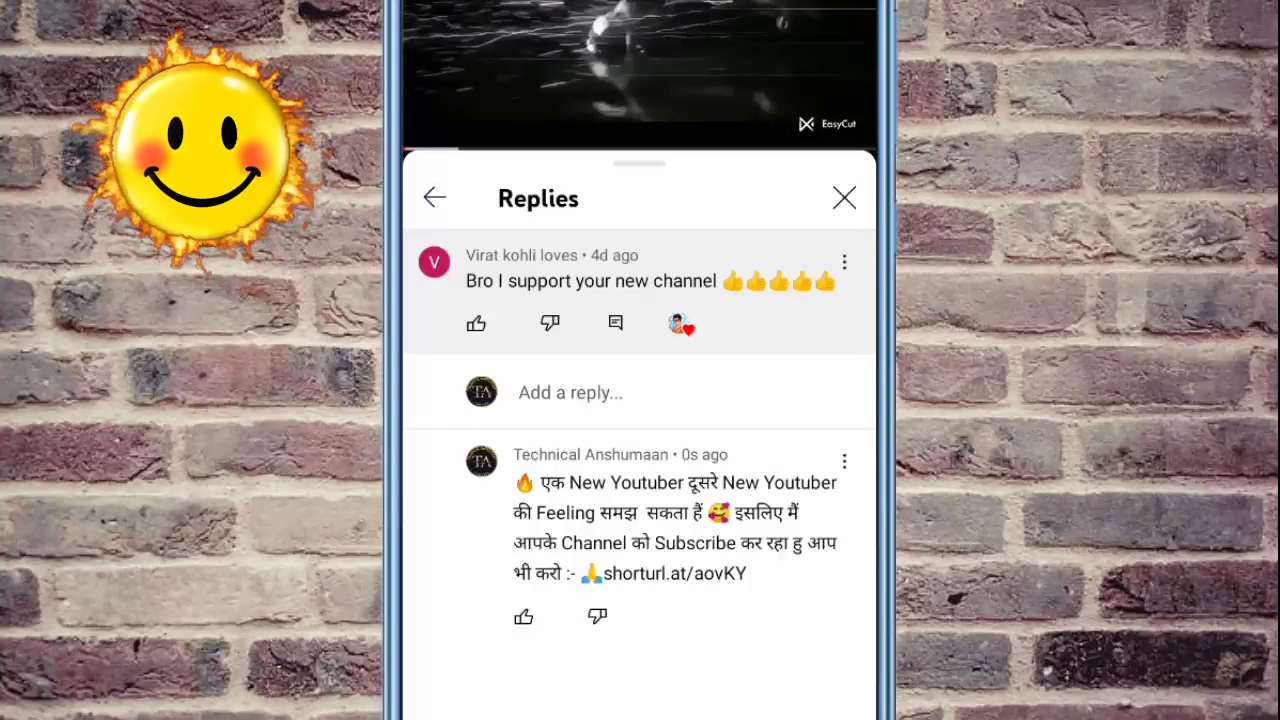 EasyCut
Replies
V
Virat kohli loves • 4d ago
Bro I support your new channel 👍👍👍👍👍
TA
Add a reply...
TA
Technical Anshumaan • 0s ago
🔥 एक New Youtuber दूसरे New Youtuber
की Feeling समझ सकता हैं 🥰 इसलिए मैं
आपके Channel को Subscribe कर रहा हु आप
भी करो :- 🙏shorturl.at/aovKY